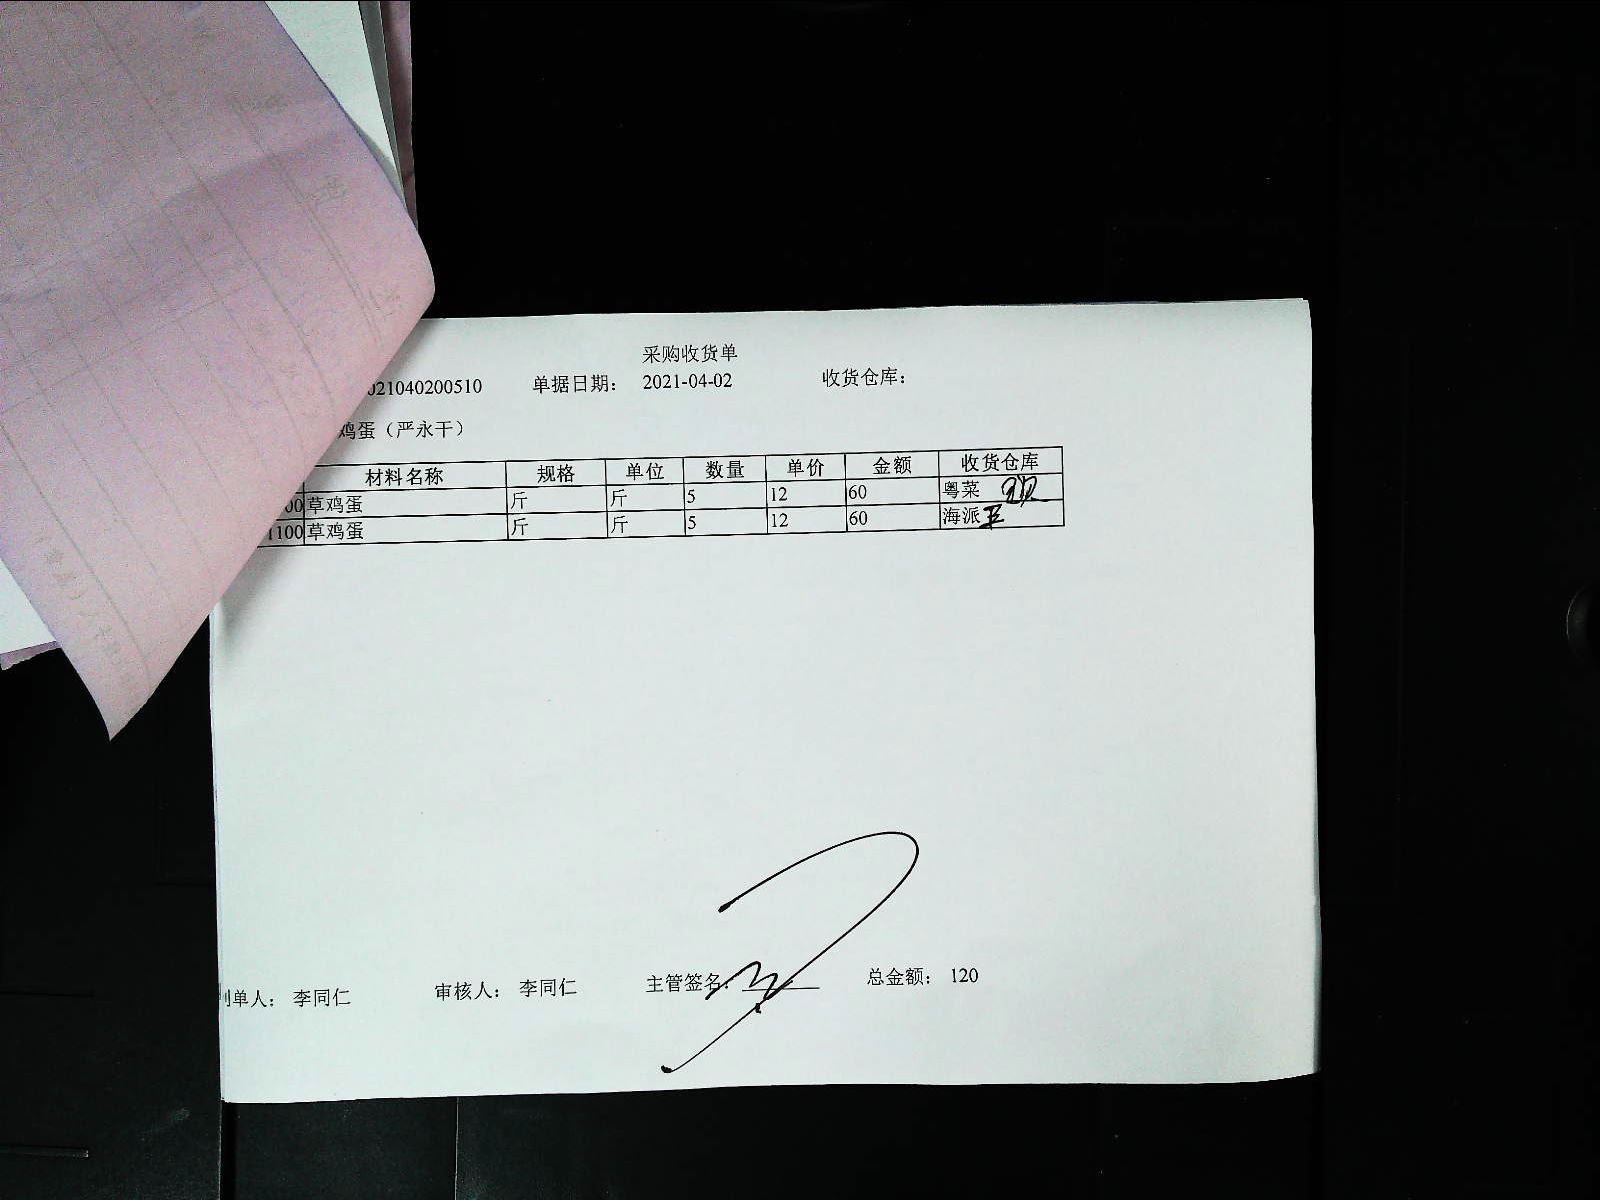 采购收货单
021040200510 单据日期： 2021-04-02 收货仓库：
鸡蛋（严永干）
材料名称 规格 单位 数量 单价 金额 收货仓库
00 草鸡蛋 斤 斤 5 12 60 粤菜
1100 草鸡蛋 斤 斤 5 12 60 海派
制单人： 李同仁 审核人： 李同仁 主管签名： 总金额： 120